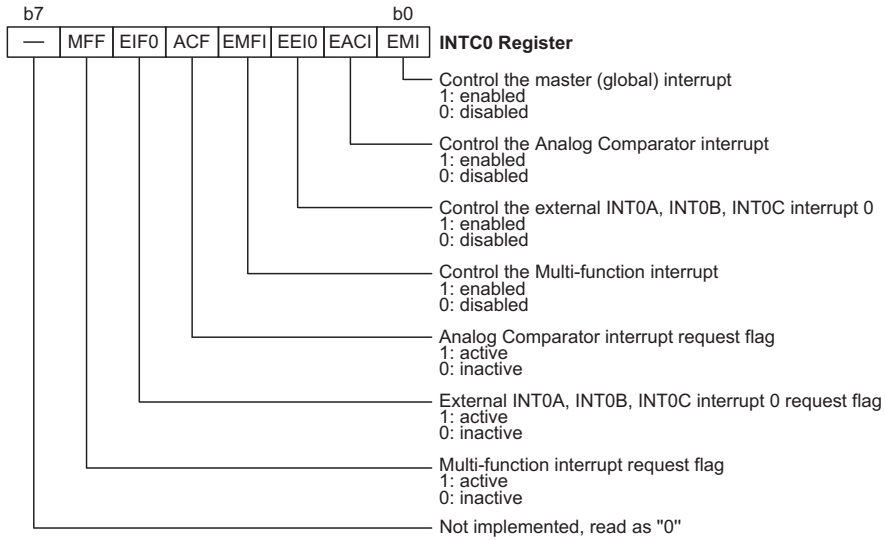 b7 b0
— MFF EIF0 ACF EMFI EEI0 EACI EMI INTC0 Register
Control the master (global) interrupt
1: enabled
0: disabled
Control the Analog Comparator interrupt
1: enabled
0: disabled
Control the external INT0A, INT0B, INT0C interrupt 0
1: enabled
0: disabled
Control the Multi-function interrupt
1: enabled
0: disabled
Analog Comparator interrupt request flag
1: active
0: inactive
External INT0A, INT0B, INT0C interrupt 0 request flag
1: active
0: inactive
Multi-function interrupt request flag
1: active
0: inactive
Not implemented, read as "0"